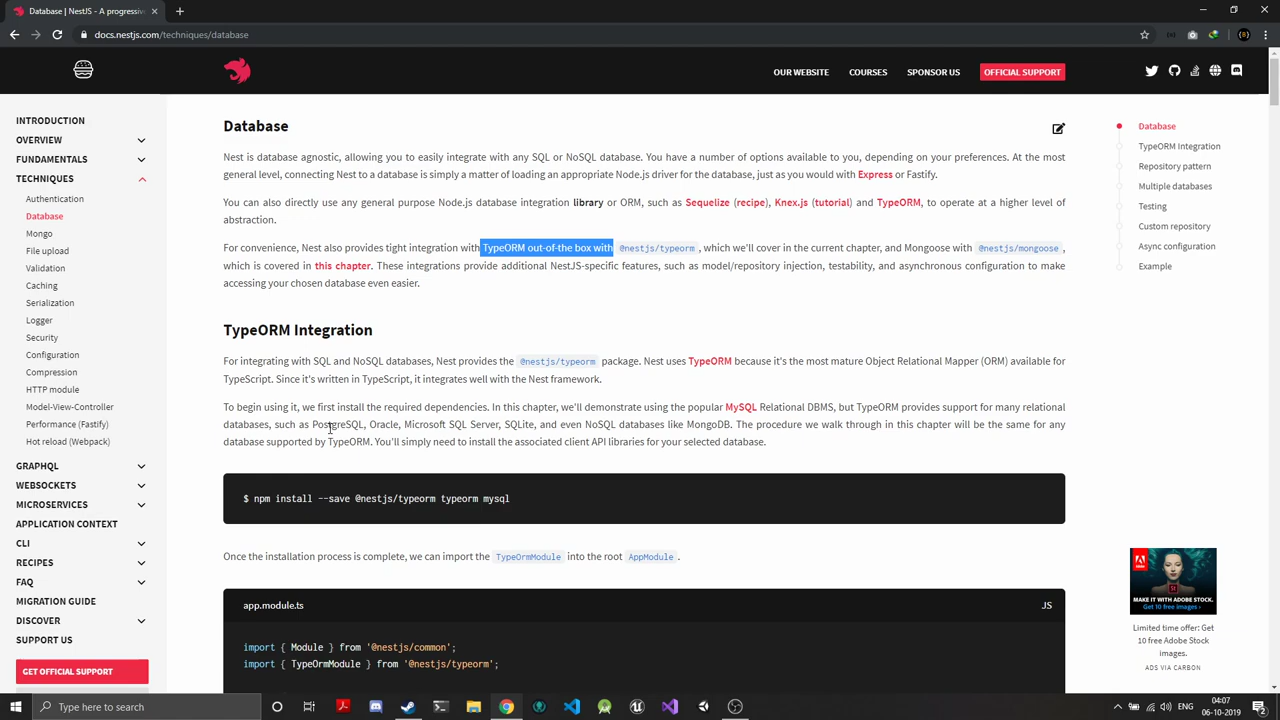 Database | NestJS - A progressiv
docs.nestjs.com/techniques/database
OUR WEBSITE
COURSES
SPONSOR US
OFFICIAL SUPPORT
INTRODUCTION
OVERVIEW
FUNDAMENTALS
TECHNIQUES
Authentication
Database
Mongo
File upload
Validation
Caching
Serialization
Logger
Security
Configuration
Compression
HTTP module
Model-View-Controller
Performance (Fastify)
Hot reload (Webpack)
GRAPHQL
WEBSOCKETS
MICROSERVICES
APPLICATION CONTEXT
CLI
RECIPES
FAQ
MIGRATION GUIDE
DISCOVER
SUPPORT US
GET OFFICIAL SUPPORT
Database
Nest is database agnostic, allowing you to easily integrate with any SQL or NoSQL database. You have a number of options available to you, depending on your preferences. At the most
general level, connecting Nest to a database is simply a matter of loading an appropriate Node.js driver for the database, just as you would with Express or Fastify.
You can also directly use any general purpose Node.js database integration library or ORM, such as Sequelize (recipe), Knex.js (tutorial) and TypeORM, to operate at a higher level of
abstraction.
For convenience, Nest also provides tight integration with TypeORM out-of-the box with @nestjs/typeorm , which we'll cover in the current chapter, and Mongoose with @nestjs/mongoose ,
which is covered in this chapter. These integrations provide additional NestJS-specific features, such as model/repository injection, testability, and asynchronous configuration to make
accessing your chosen database even easier.
TypeORM Integration
For integrating with SQL and NoSQL databases, Nest provides the @nestjs/typeorm package. Nest uses TypeORM because it's the most mature Object Relational Mapper (ORM) available for
TypeScript. Since it's written in TypeScript, it integrates well with the Nest framework.
To begin using it, we first install the required dependencies. In this chapter, we'll demonstrate using the popular MySQL Relational DBMS, but TypeORM provides support for many relational
databases, such as PostgreSQL, Oracle, Microsoft SQL Server, SQLite, and even NoSQL databases like MongoDB. The procedure we walk through in this chapter will be the same for any
database supported by TypeORM. You'll simply need to install the associated client API libraries for your selected database.
$ npm install --save @nestjs/typeorm typeorm mysql
Once the installation process is complete, we can import the TypeOrmModule into the root AppModule .
app.module.ts
JS
import { Module } from '@nestjs/common';
import { TypeOrmModule } from '@nestjs/typeorm';
Database
TypeORM Integration
Repository pattern
Multiple databases
Testing
Custom repository
Async configuration
Example
Adobe
St
MAKE IT WITH ADOBE STOCK.
Get 10 free images ›
Limited time offer: Get
10 free Adobe Stock
images.
ADS VIA CARBON
Type here to search
04:07
06-10-2019